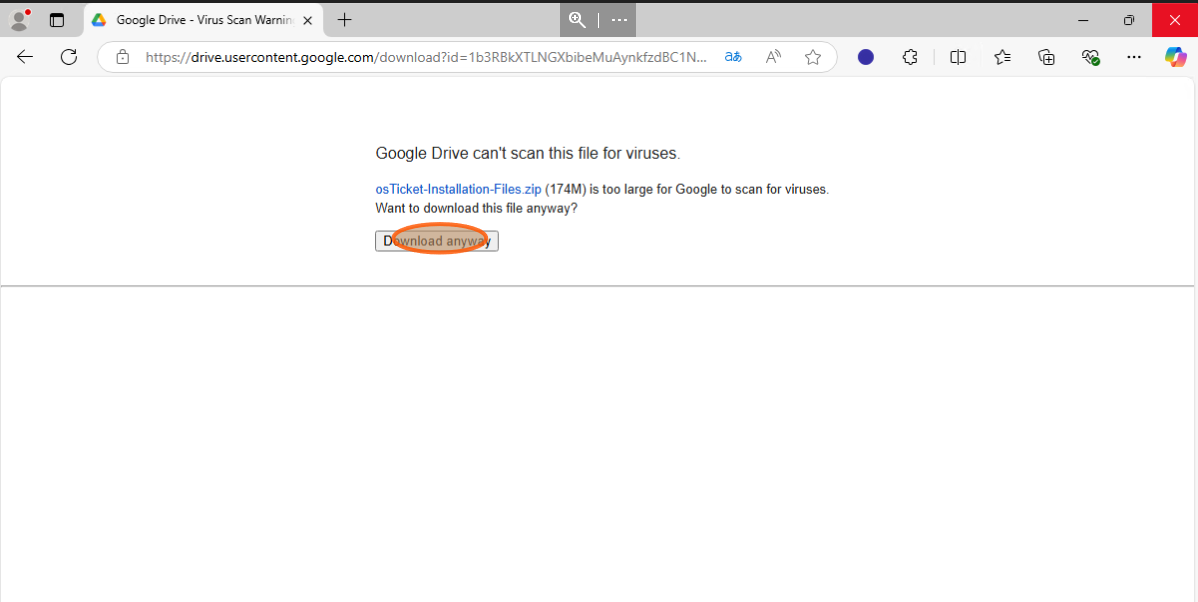 Google Drive - Virus Scan Warnin
https://drive.usercontent.google.com/download?id=1b3RBkXTLNGXbibeMuAynkfzdBC1N...
aあ
A
Google Drive can't scan this file for viruses.
osTicket-Installation-Files.zip (174M) is too large for Google to scan for viruses.
Want to download this file anyway?
Download anyway